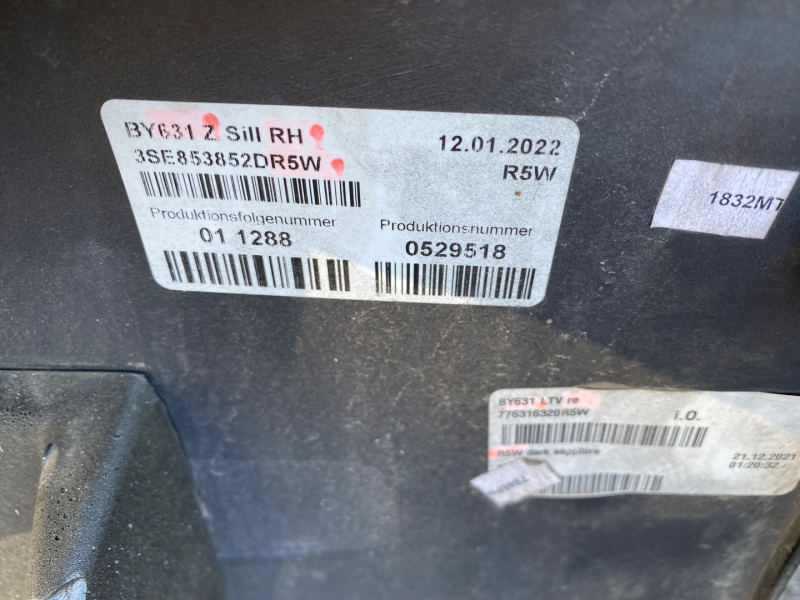 BY631 Z Sill RH
12.01.2022
3SE853852DR5W
R5W
Produktionsfolgenummer
01 1288
Produktionsnummer
0529518
1832MT
BY631 LTV re
776316320R5W
i.O.
R5W dark sapphire
21.12.2021
01:20:32